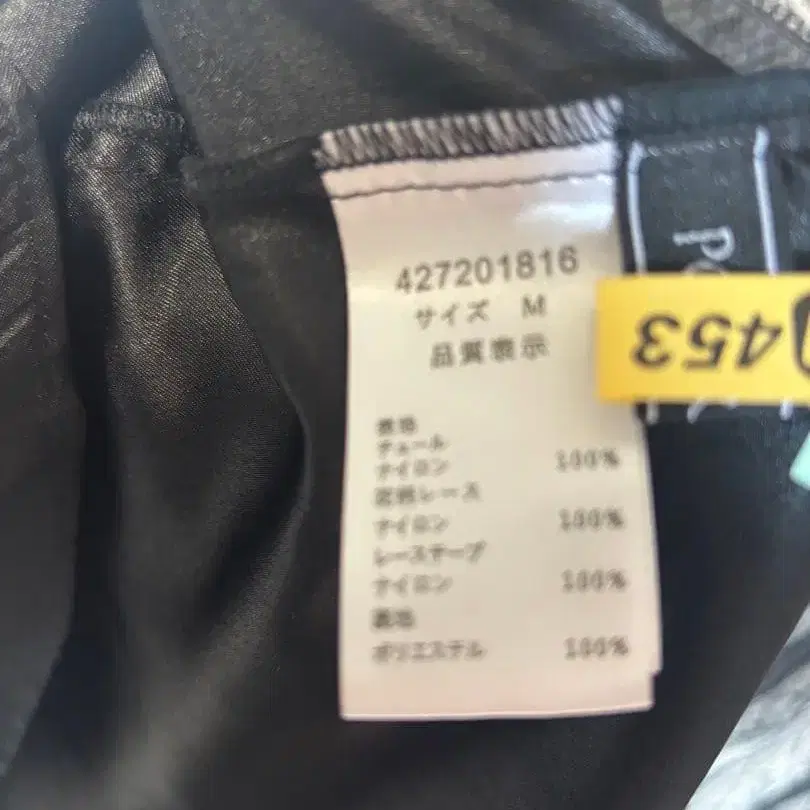 427201816
サイズ M
品質表示
表地
チュール
ナイロン 100%
花柄レース
ナイロン 100%
レーステープ
ナイロン 100%
裏地
ポリエステル 100%
453